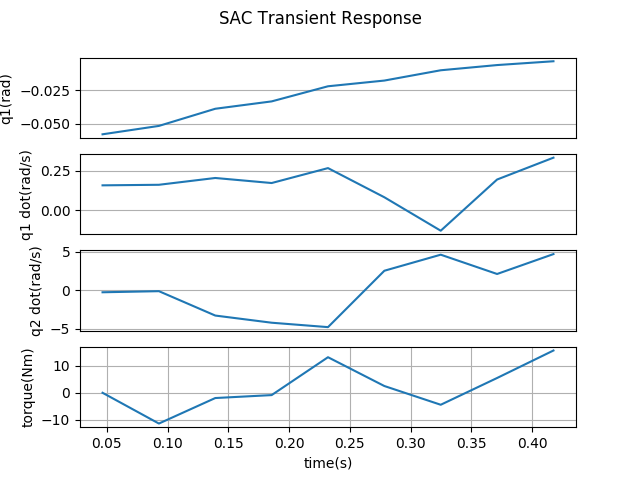 SAC Transient Response
q1(rad)
−0.025
−0.050
q1 dot(rad/s)
0.25
0.00
q2 dot(rad/s)
5
0
−5
torque(Nm)
10
0
−10
0.05 0.10 0.15 0.20 0.25 0.30 0.35 0.40
time(s)